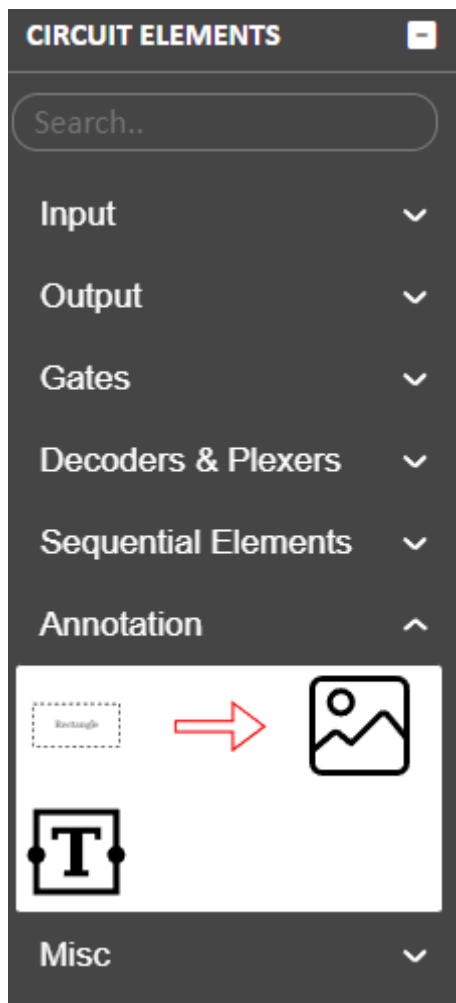 CIRCUIT ELEMENTS
Search..
Input
Output
Gates
Decoders & Plexers
Sequential Elements
Annotation
Rectangle
T
Misc